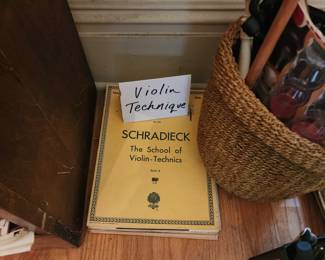 Violin
Technique
SCHRADIECK
The School of
Violin-Technics